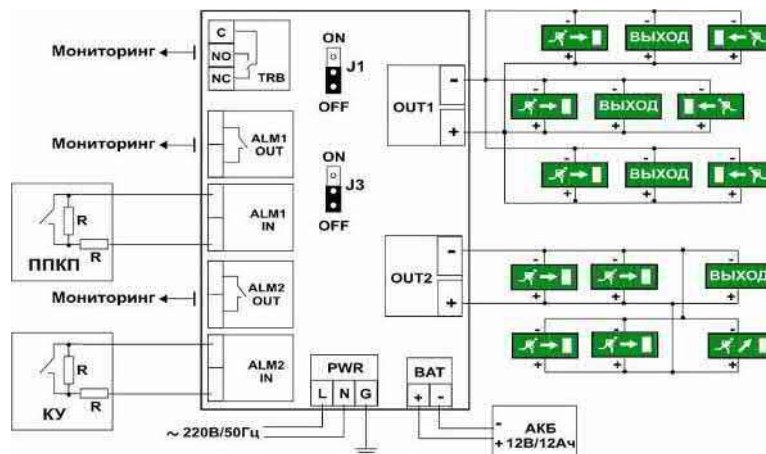 C
NO
NC
TRB
Мониторинг
ON
J1
OFF
OUT1
-
+
- - -
ВЫХОД
+ + +
- - -
ВЫХОД
+ + +
- - -
ВЫХОД
+ + +
Мониторинг
ALM1
OUT
ON
J3
OFF
R
R
ППКП
ALM1
IN
Мониторинг
ALM2
OUT
OUT2
-
+
- - -
ВЫХОД
+ + +
- - -
+ + +
R
R
КУ
ALM2
IN
PWR
L N G
BAT
+ -
~ 220В/50Гц
АКБ
-
+ 12В/12Ач